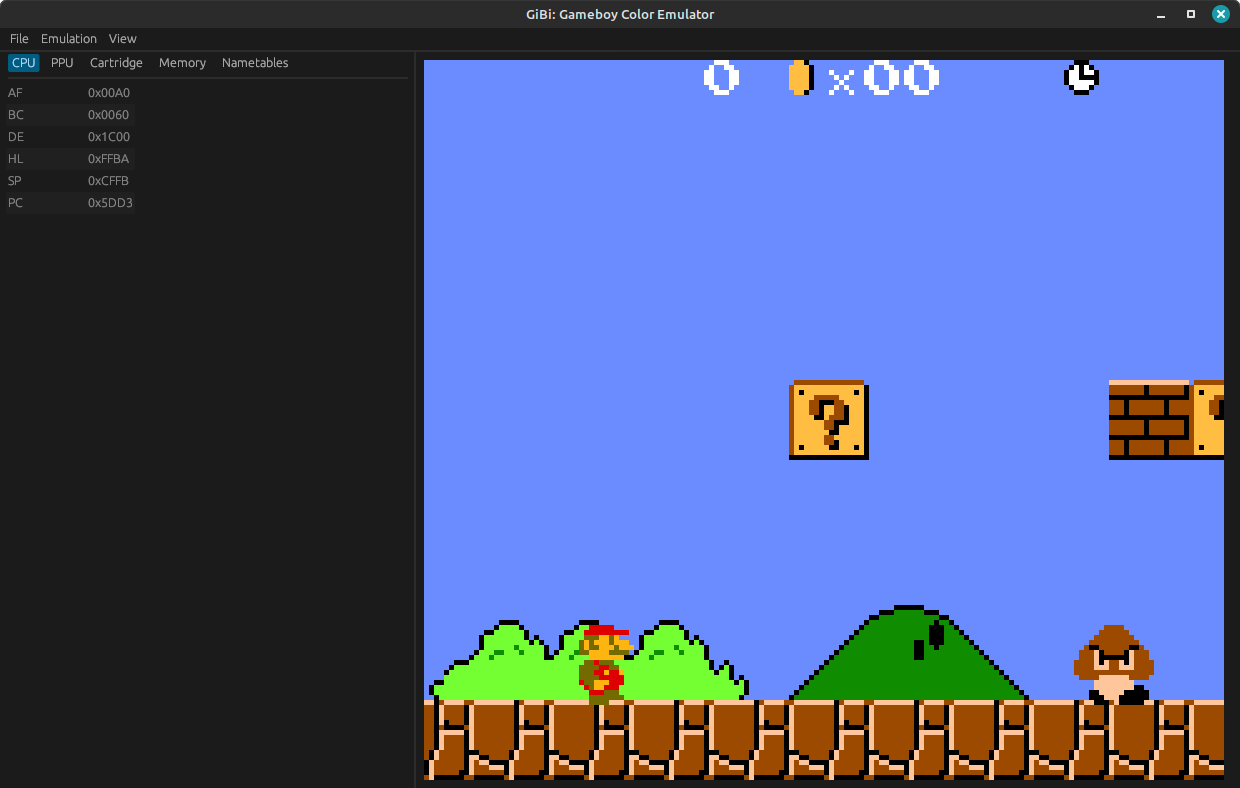 GiBi: Gameboy Color Emulator
File Emulation View
CPU PPU Cartridge Memory Nametables
AF 0x00A0
BC 0x0060
DE 0x1C00
HL 0xFFBA
SP 0xCFFB
PC 0x5DD3
0 x00
?
?